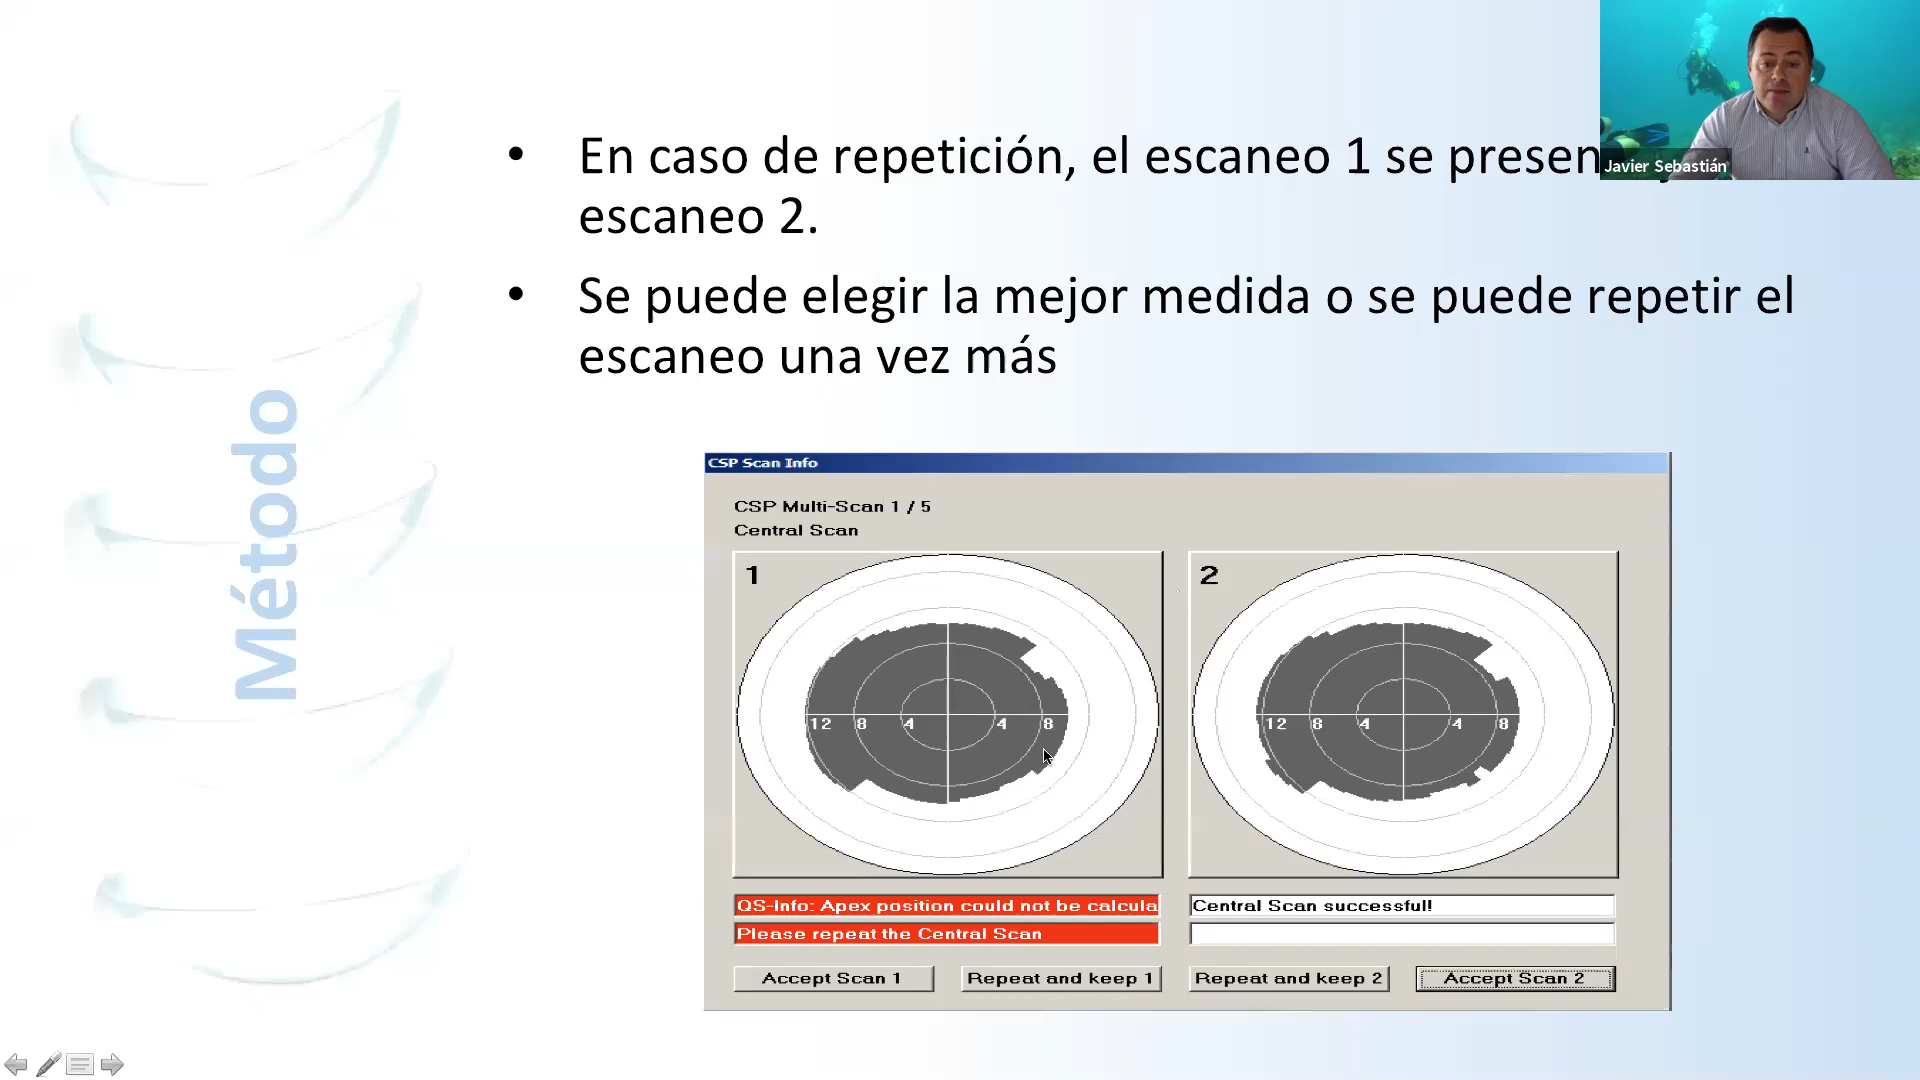 En caso de repetición, el escaneo 1 se presen
escaneo 2.
Se puede elegir la mejor medida o se puede repetir el
escaneo una vez más
Javier Sebastián
Método
CSP Scan Info
CSP Multi-Scan 1 / 5
Central Scan
1
12 8 4 4 8
2
12 8 4 4 8
QS-Info: Apex position could not be calcula
Please repeat the Central Scan
Central Scan successful!
Accept Scan 1
Repeat and keep 1
Repeat and keep 2
Accept Scan 2